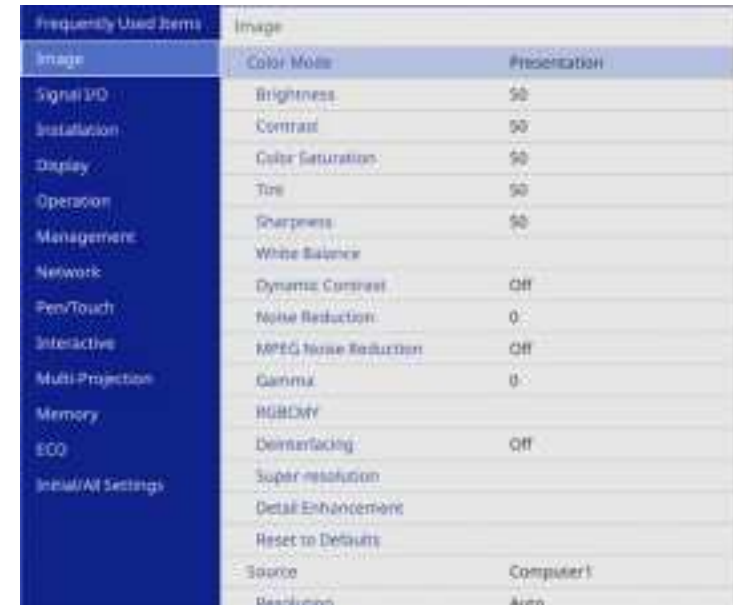 Frequently Used Items
Image
Signal I/O
Installation
Display
Operation
Management
Network
Pen/Touch
Interactive
Multi-Projection
Memory
ECO
Initial/All Settings
Image
Color Mode Presentation
Brightness 50
Contrast 50
Color Saturation 50
Tint 50
Sharpness 50
White Balance
Dynamic Contrast Off
Noise Reduction 0
MPEG Noise Reduction Off
Gamma 0
RGBCMY
Deinterlacing Off
Super-resolution
Detail Enhancement
Reset to Defaults
Source Computer1
Resolution Auto